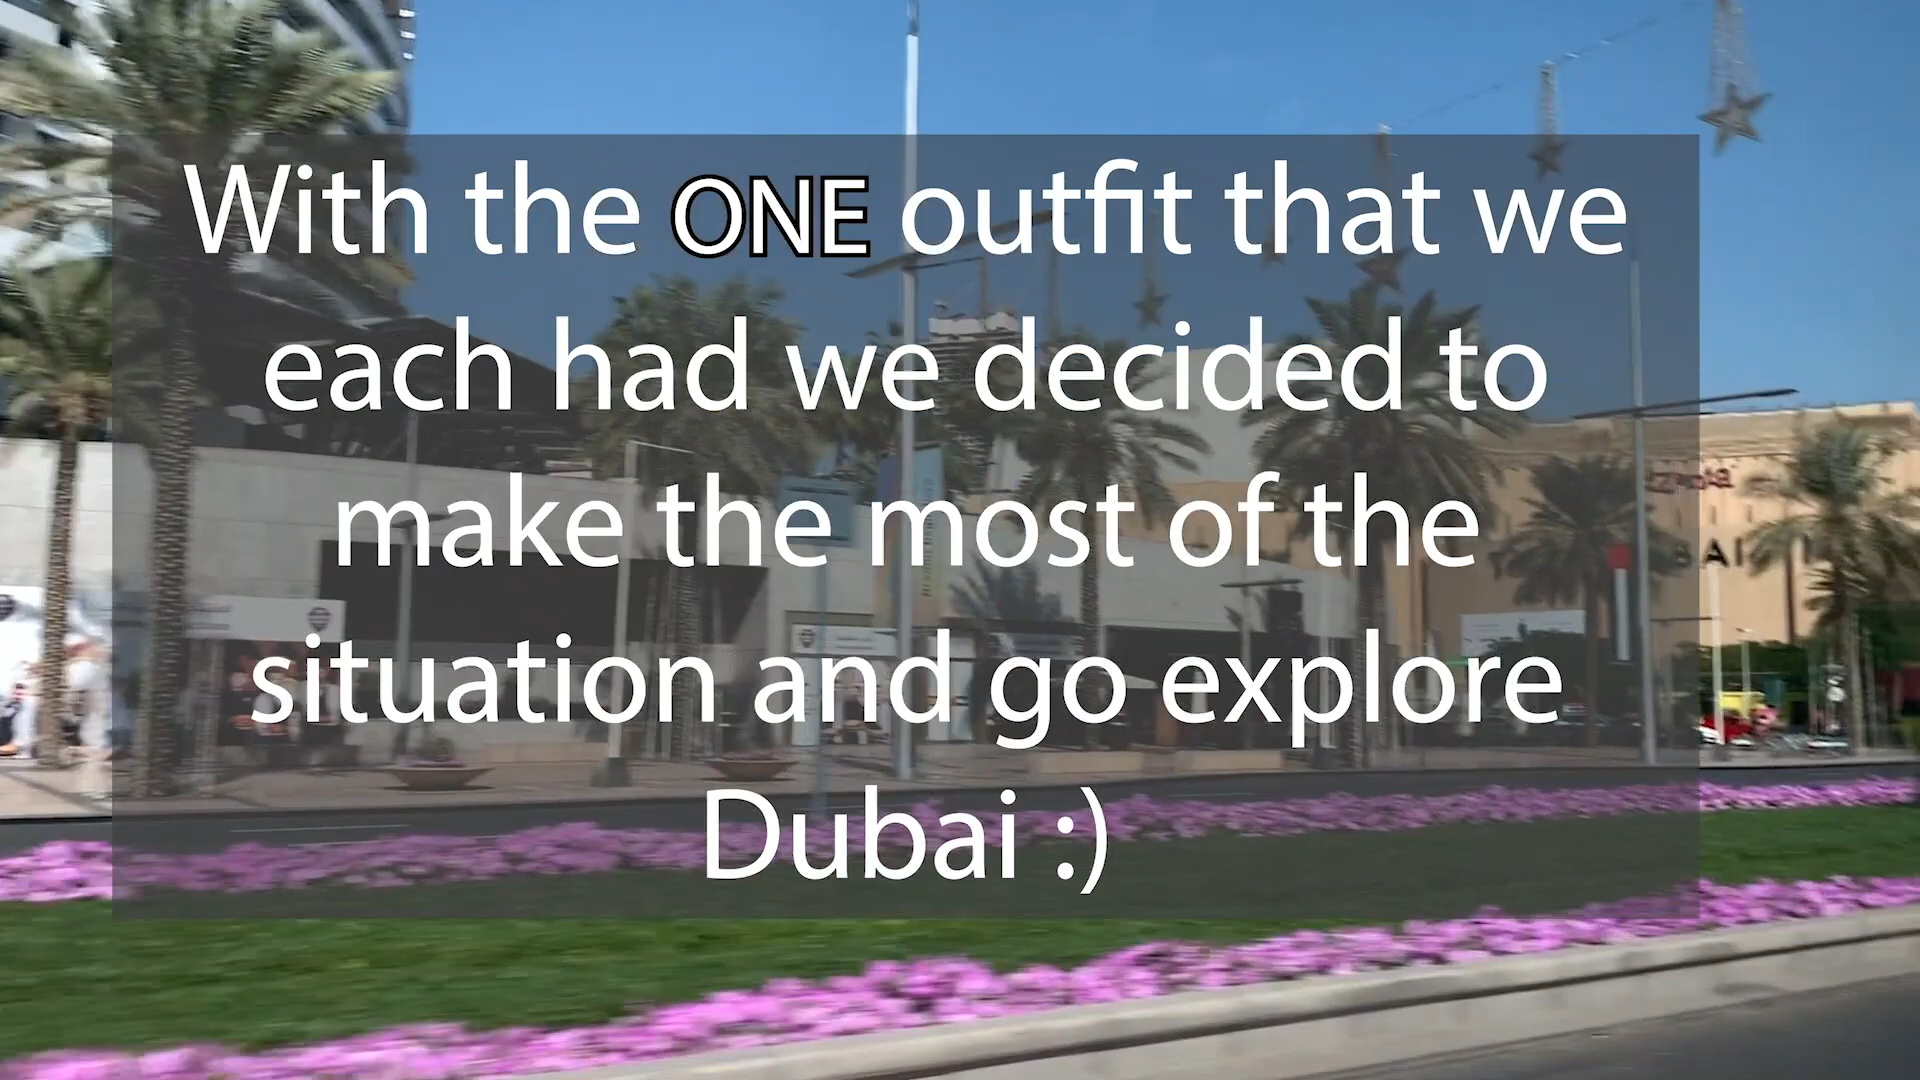 With the ONE outfit that we
each had we decided to
make the most of the
situation and go explore
Dubai :)